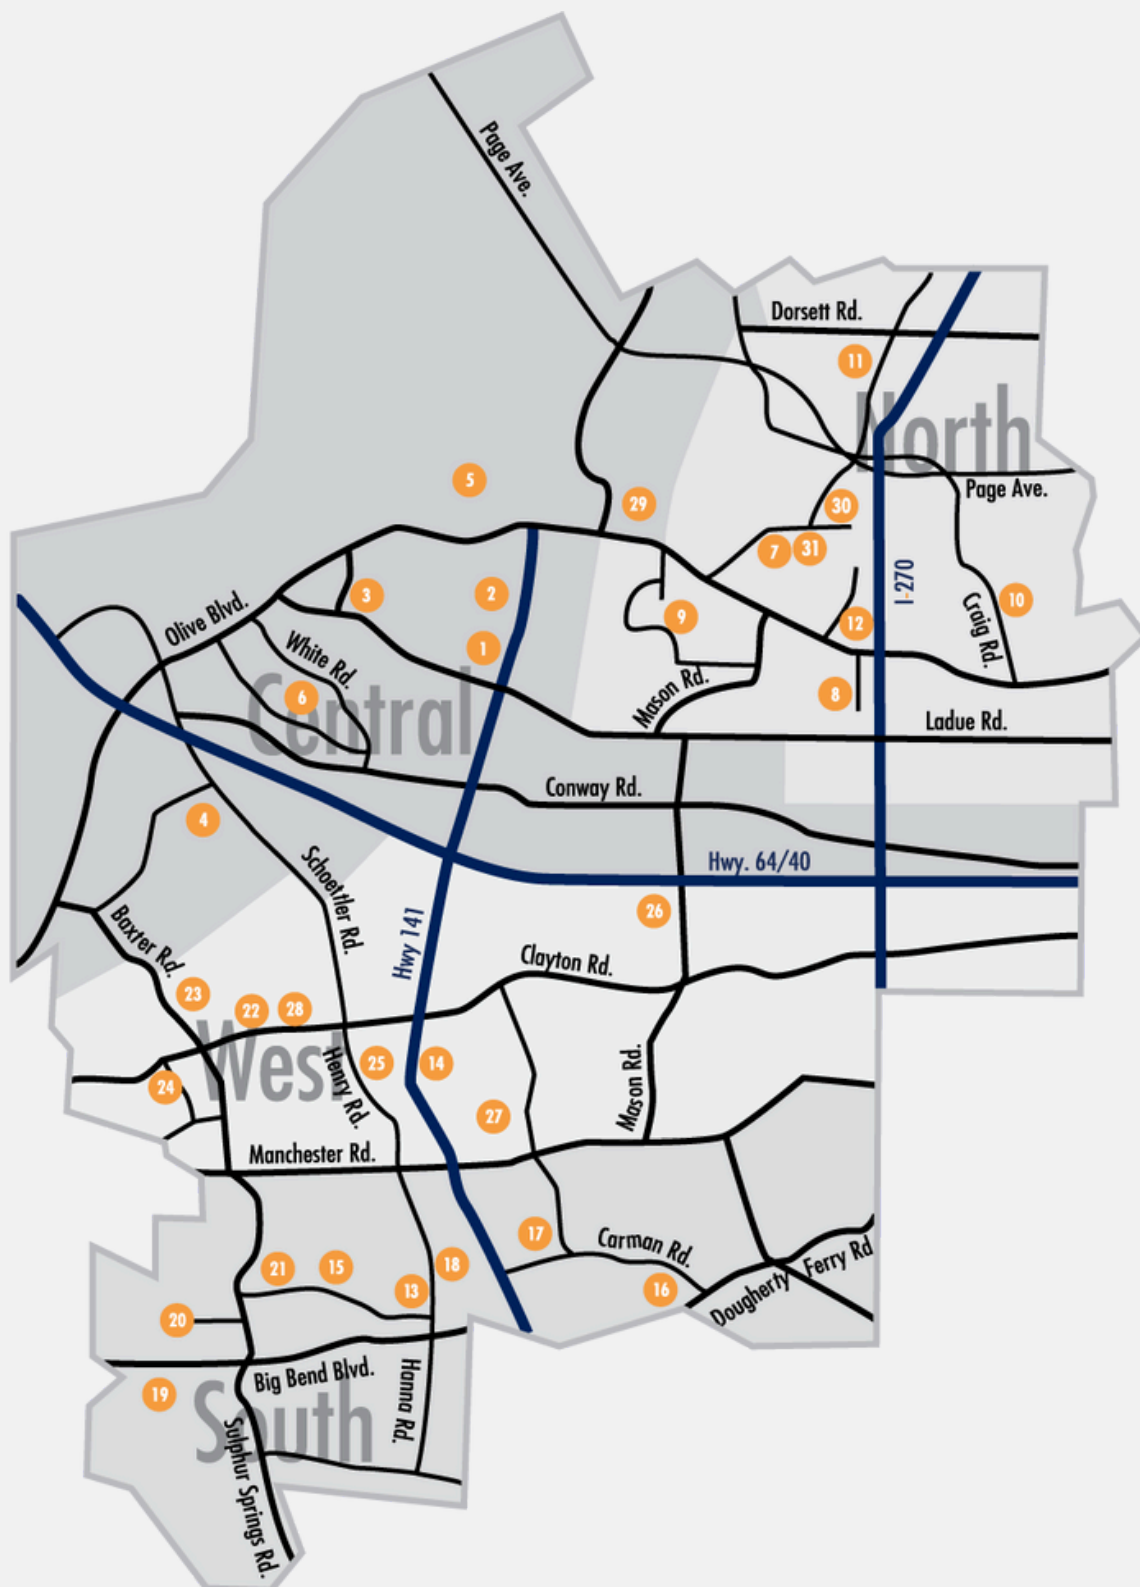 Page Ave.
Dorsett Rd.
11
North
5
29
30
Page Ave.
7
31
I-270
3
2
10
Olive Blvd.
9
12
Craig Rd.
White Rd.
1
6
Central
Mason Rd.
8
Ladue Rd.
Conway Rd.
4
Schoettler Rd.
Hwy. 64/40
26
Baxter Rd.
Hwy 141
Clayton Rd.
23
22
28
West
Henry Rd.
25
14
24
27
Mason Rd.
Manchester Rd.
17
Carman Rd.
21
15
18
13
16
Dougherty Ferry Rd
20
Big Bend Blvd.
19
South
Hanna Rd.
Sulphur Springs Rd.